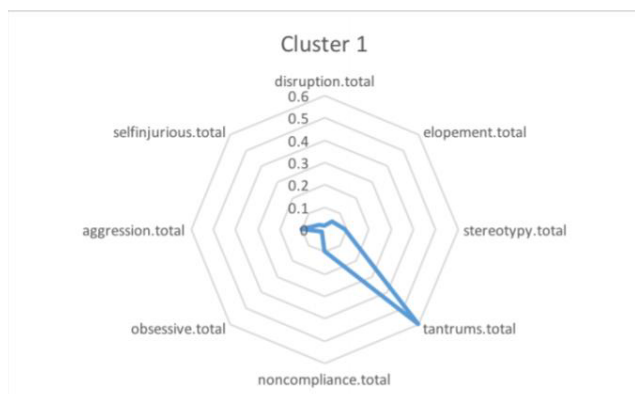 Cluster 1
disruption.total
0.6
selfinjurious.total
0.5
elopement.total
0.4
0.3
0.2
0.1
aggression.total
0
stereotypy.total
obsessive.total
tantrums.total
noncompliance.total